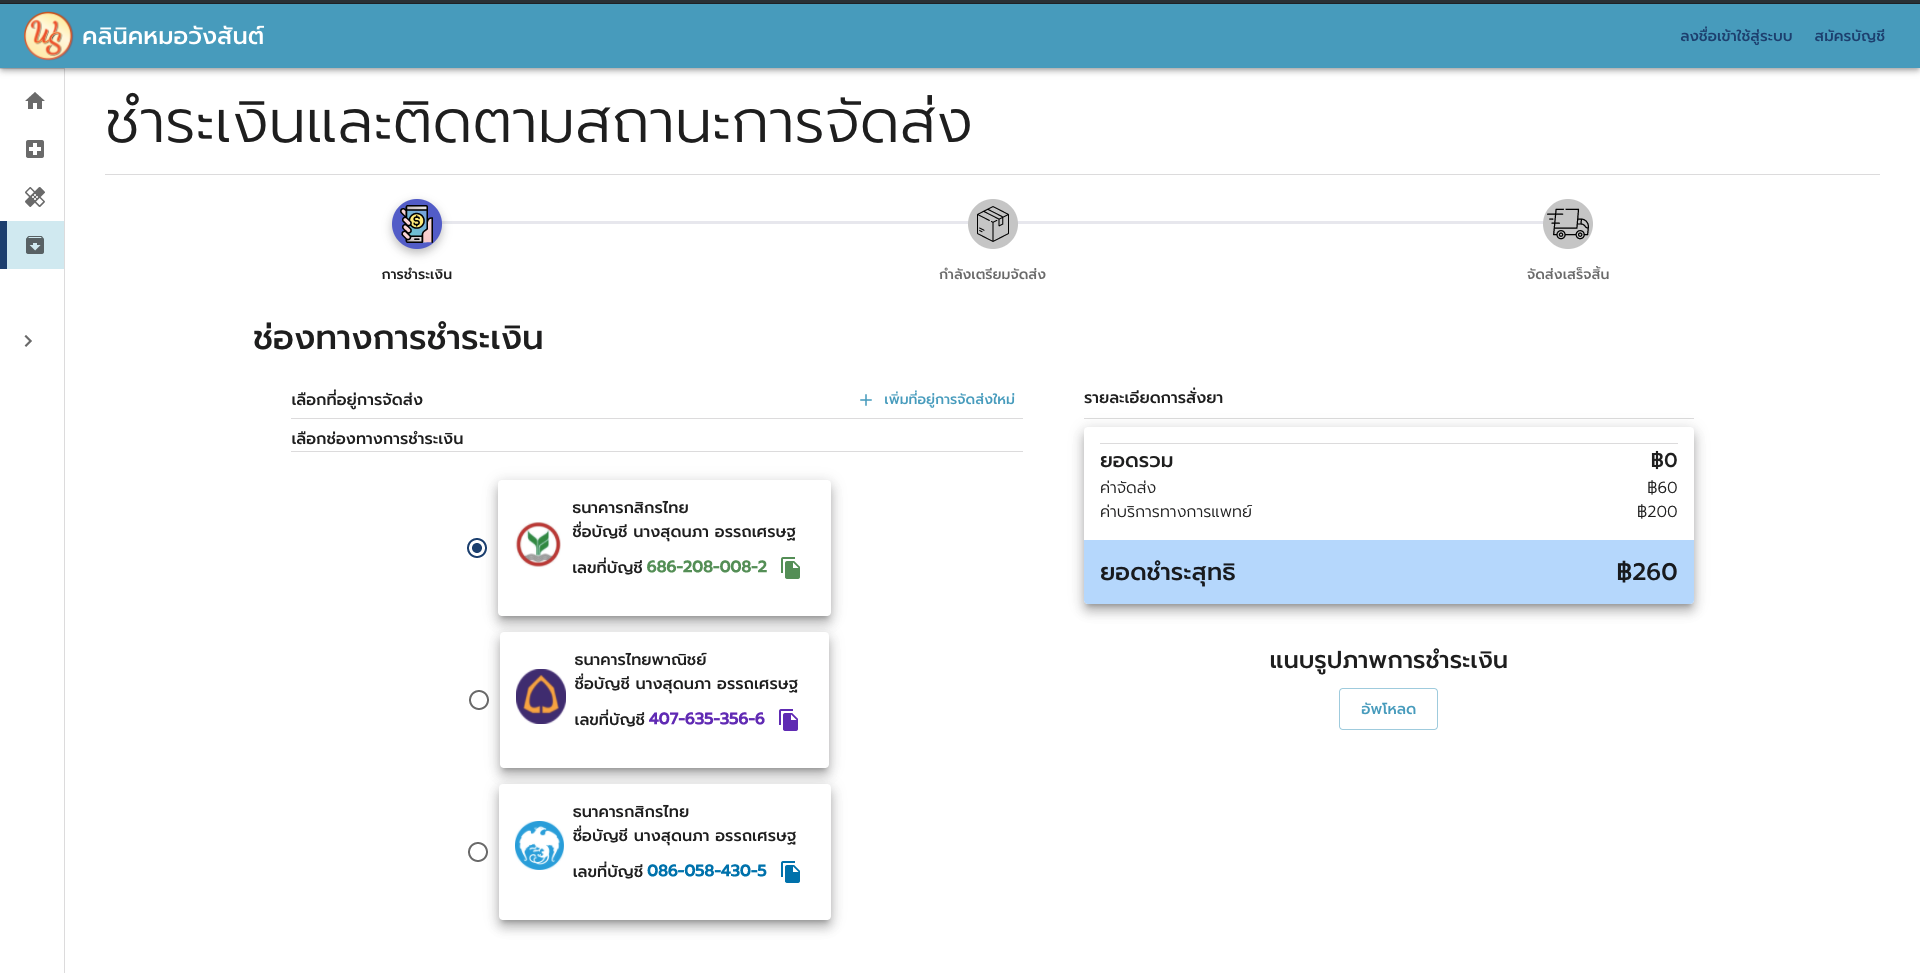 คลินิคหมอวังสันต์
ลงชื่อเข้าใช้สู่ระบบ สมัครบัญชี
ชำระเงินและติดตามสถานะการจัดส่ง
การชำระเงิน
กำลังเตรียมจัดส่ง
จัดส่งเสร็จสิ้น
ช่องทางการชำระเงิน
เลือกที่อยู่การจัดส่ง
เพิ่มที่อยู่การจัดส่งใหม่
เลือกช่องทางการชำระเงิน
ธนาคารกสิกรไทย
ชื่อบัญชี นางสุดนภา อรรถเศรษฐ
เลขที่บัญชี 686-208-008-2
ธนาคารไทยพาณิชย์
ชื่อบัญชี นางสุดนภา อรรถเศรษฐ
เลขที่บัญชี 407-635-356-6
ธนาคารกสิกรไทย
ชื่อบัญชี นางสุดนภา อรรถเศรษฐ
เลขที่บัญชี 086-058-430-5
รายละเอียดการสั่งยา
ยอดรวม ฿0
ค่าจัดส่ง ฿60
ค่าบริการทางการแพทย์ ฿200
ยอดชำระสุทธิ ฿260
แนบรูปภาพการชำระเงิน
อัพโหลด